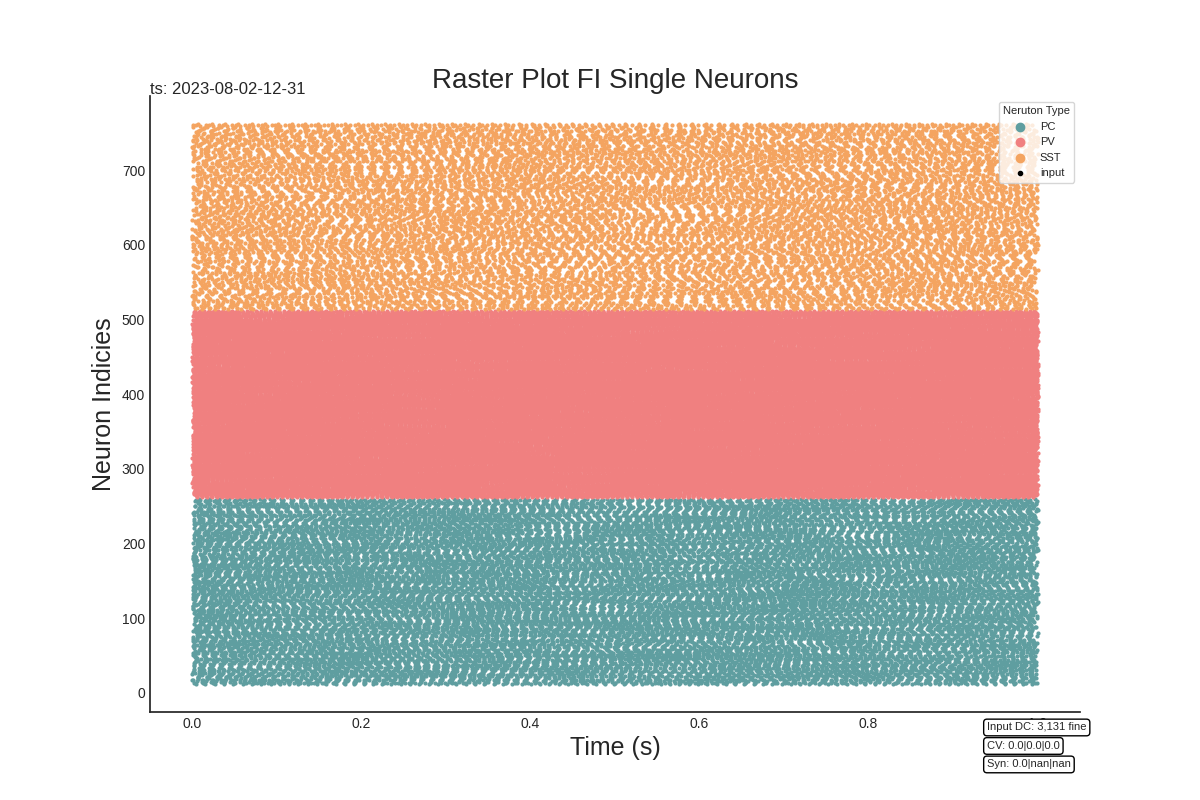 Raster Plot FI Single Neurons
ts: 2023-08-02-12-31
Neruton Type
PC
PV
SST
input
700
600
500
400
300
200
100
0
Neuron Indicies
0.0 0.2 0.4 0.6 0.8
Time (s)
Input DC: 3,131 fine
CV: 0.0|0.0|0.0
Syn: 0.0|nan|nan